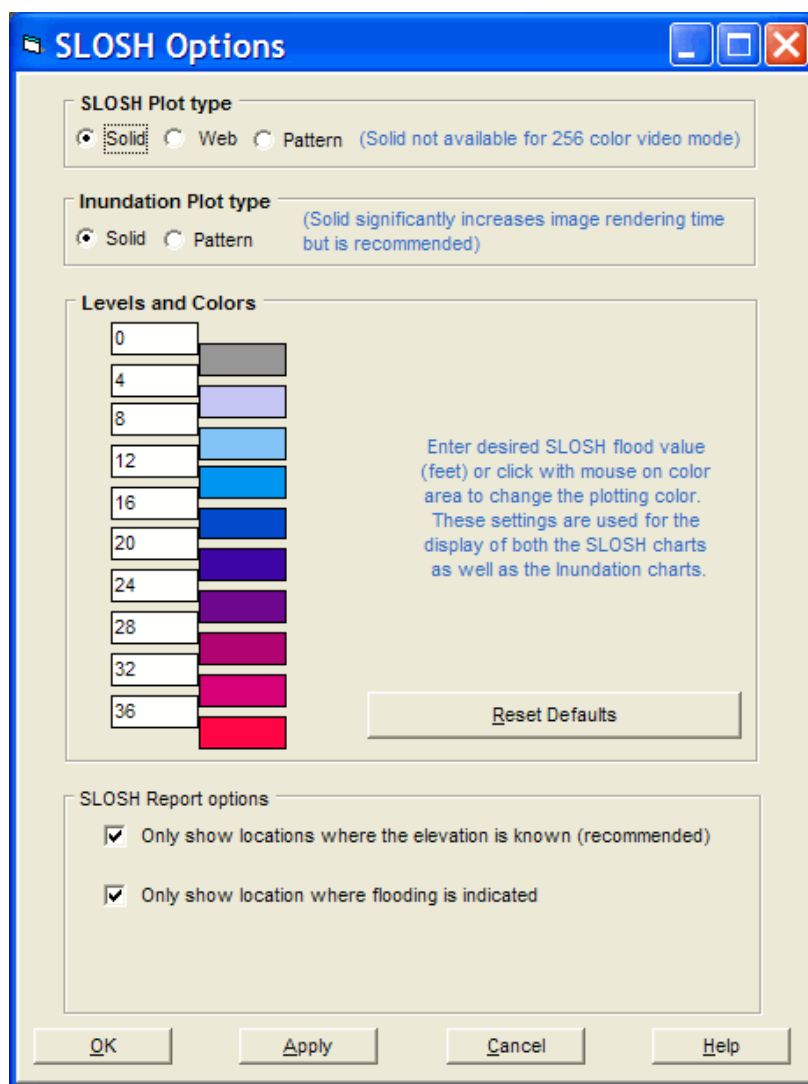 SLOSH Options
SLOSH Plot type
Solid Web Pattern (Solid not available for 256 color video mode)
Inundation Plot type
Solid Pattern (Solid significantly increases image rendering time
but is recommended)
Levels and Colors
0
4
8
12
16
20
24
28
32
36
Enter desired SLOSH flood value
(feet) or click with mouse on color
area to change the plotting color.
These settings are used for the
display of both the SLOSH charts
as well as the Inundation charts.
Reset Defaults
SLOSH Report options
Only show locations where the elevation is known (recommended)
Only show location where flooding is indicated
OK Apply Cancel Help